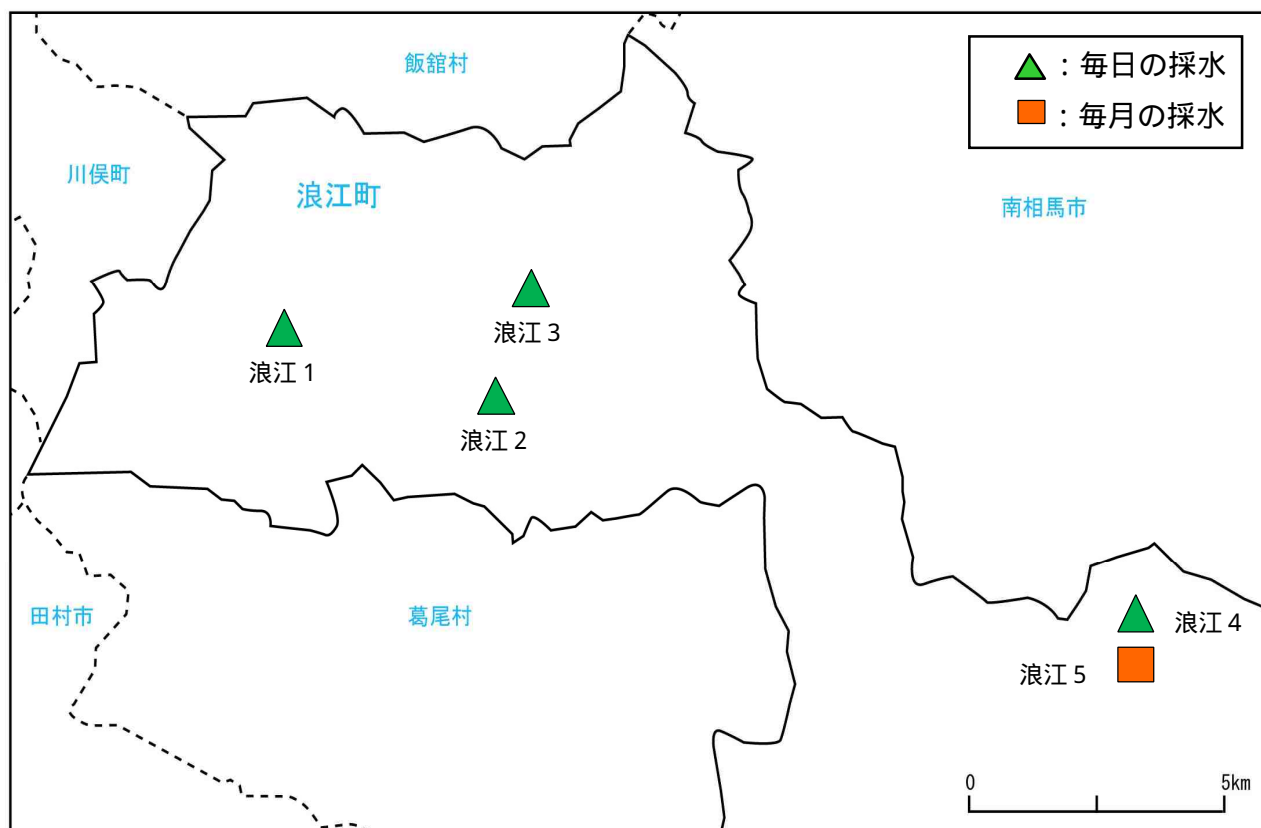 飯舘村
▲：毎日の採水
■：毎月の採水
川俣町
浪江町
南相馬市
浪江３
浪江１
浪江２
田村市
葛尾村
浪江４
浪江５
0 5km